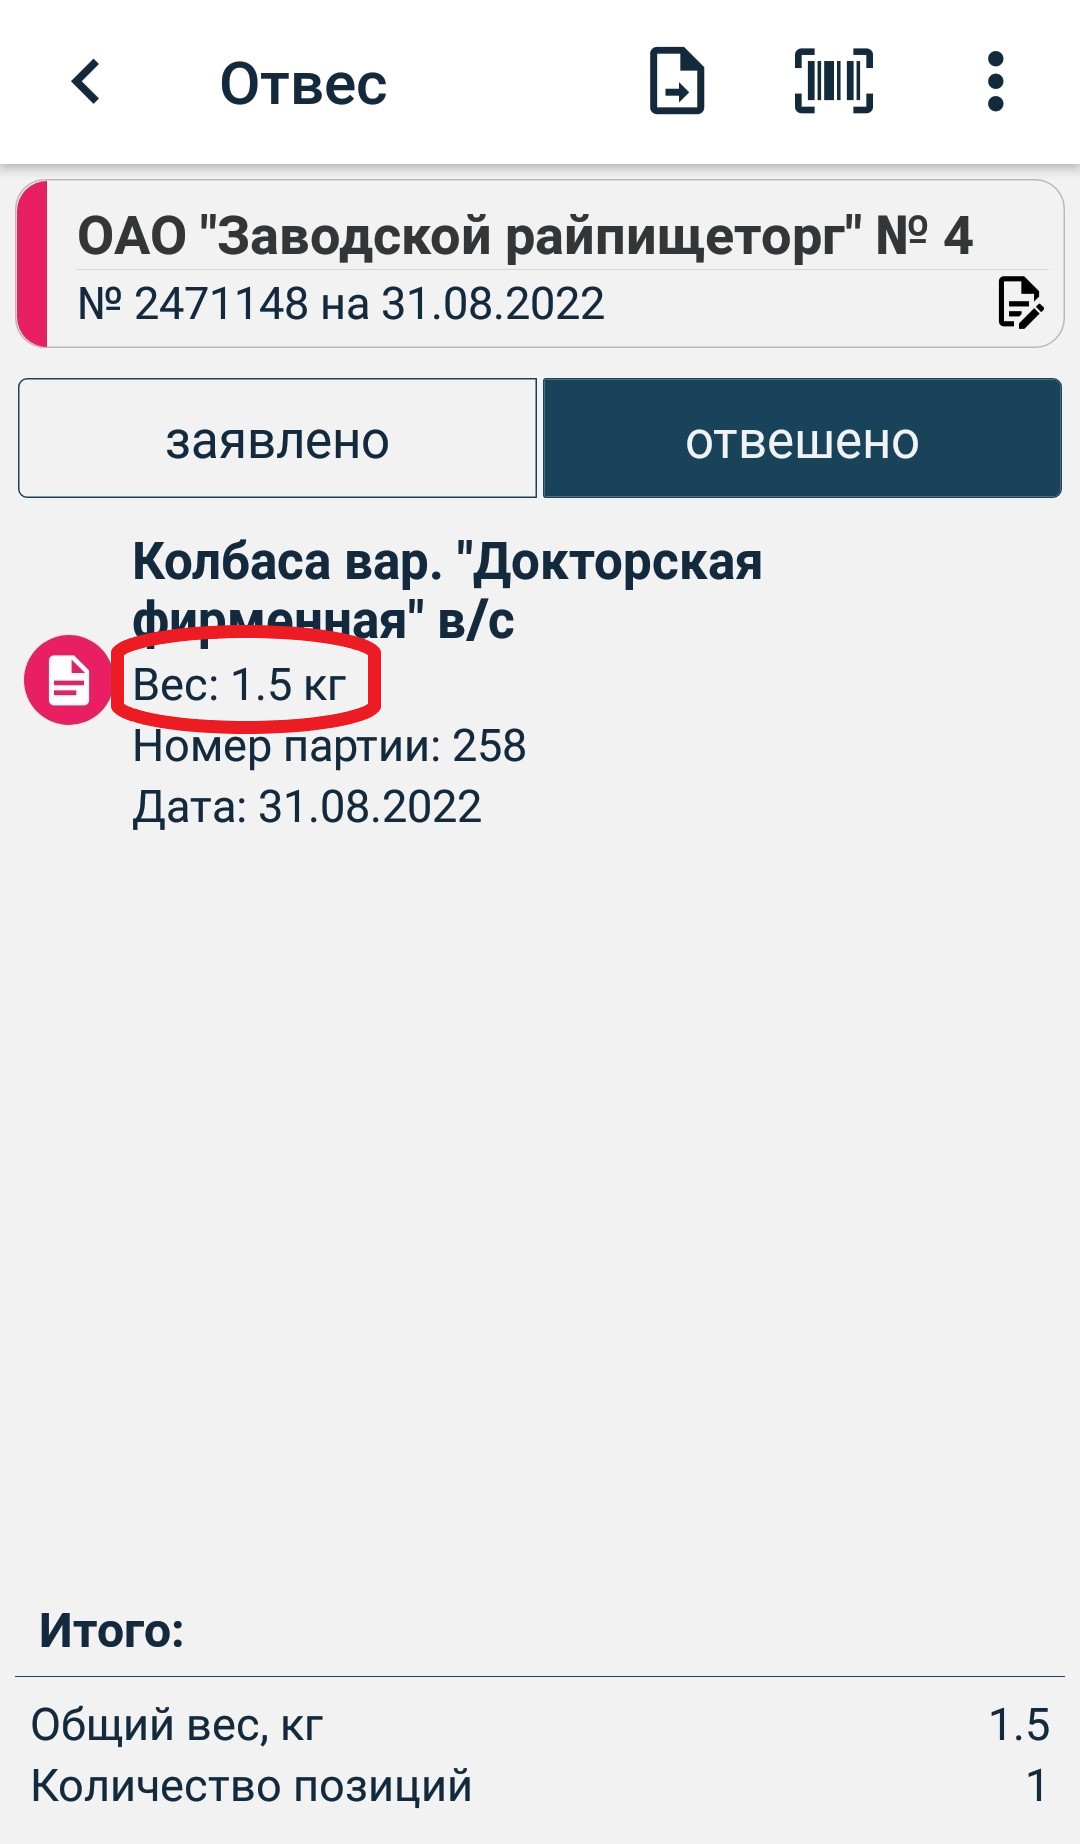 Отвес
ОАО "Заводской райпищеторг" № 4
№ 2471148 на 31.08.2022
заявлено
отвешено
Колбаса вар. "Докторская
фирменная" в/с
Вес: 1.5 кг
Номер партии: 258
Дата: 31.08.2022
Итого:
Общий вес, кг 1.5
Количество позиций 1